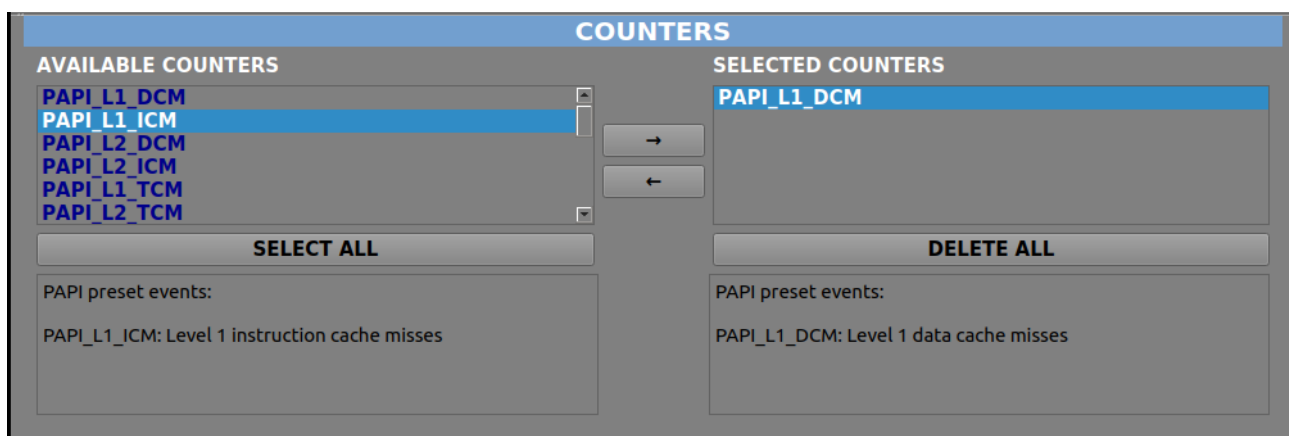 COUNTERS
AVAILABLE COUNTERS
PAPI_L1_DCM
PAPI_L1_ICM
PAPI_L2_DCM
PAPI_L2_ICM
PAPI_L1_TCM
PAPI_L2_TCM
SELECT ALL
PAPI preset events:
PAPI_L1_ICM: Level 1 instruction cache misses
→
←
SELECTED COUNTERS
PAPI_L1_DCM
DELETE ALL
PAPI preset events:
PAPI_L1_DCM: Level 1 data cache misses